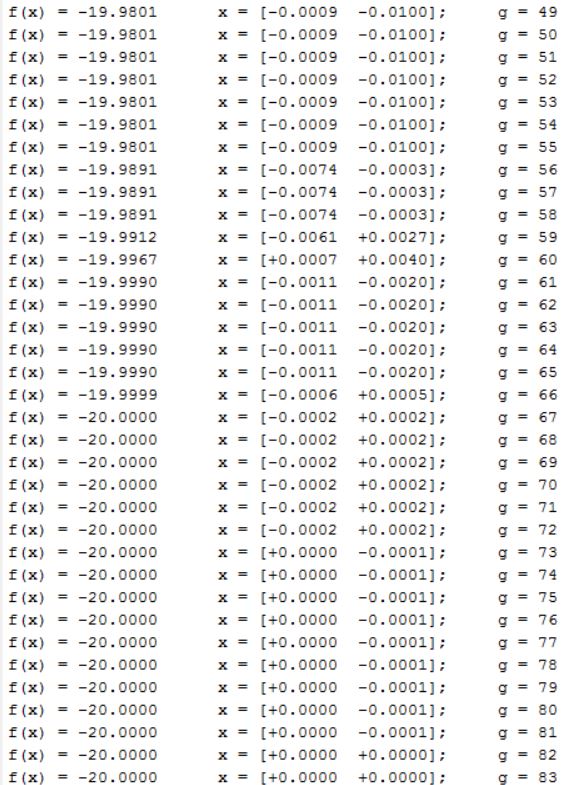 f(x) = -19.9801 x = [-0.0009 -0.0100]; g = 49
f(x) = -19.9801 x = [-0.0009 -0.0100]; g = 50
f(x) = -19.9801 x = [-0.0009 -0.0100]; g = 51
f(x) = -19.9801 x = [-0.0009 -0.0100]; g = 52
f(x) = -19.9801 x = [-0.0009 -0.0100]; g = 53
f(x) = -19.9801 x = [-0.0009 -0.0100]; g = 54
f(x) = -19.9801 x = [-0.0009 -0.0100]; g = 55
f(x) = -19.9891 x = [-0.0074 -0.0003]; g = 56
f(x) = -19.9891 x = [-0.0074 -0.0003]; g = 57
f(x) = -19.9891 x = [-0.0074 -0.0003]; g = 58
f(x) = -19.9912 x = [-0.0061 +0.0027]; g = 59
f(x) = -19.9967 x = [+0.0007 +0.0040]; g = 60
f(x) = -19.9990 x = [-0.0011 -0.0020]; g = 61
f(x) = -19.9990 x = [-0.0011 -0.0020]; g = 62
f(x) = -19.9990 x = [-0.0011 -0.0020]; g = 63
f(x) = -19.9990 x = [-0.0011 -0.0020]; g = 64
f(x) = -19.9990 x = [-0.0011 -0.0020]; g = 65
f(x) = -19.9999 x = [-0.0006 +0.0005]; g = 66
f(x) = -20.0000 x = [-0.0002 +0.0002]; g = 67
f(x) = -20.0000 x = [-0.0002 +0.0002]; g = 68
f(x) = -20.0000 x = [-0.0002 +0.0002]; g = 69
f(x) = -20.0000 x = [-0.0002 +0.0002]; g = 70
f(x) = -20.0000 x = [-0.0002 +0.0002]; g = 71
f(x) = -20.0000 x = [-0.0002 +0.0002]; g = 72
f(x) = -20.0000 x = [+0.0000 -0.0001]; g = 73
f(x) = -20.0000 x = [+0.0000 -0.0001]; g = 74
f(x) = -20.0000 x = [+0.0000 -0.0001]; g = 75
f(x) = -20.0000 x = [+0.0000 -0.0001]; g = 76
f(x) = -20.0000 x = [+0.0000 -0.0001]; g = 77
f(x) = -20.0000 x = [+0.0000 -0.0001]; g = 78
f(x) = -20.0000 x = [+0.0000 -0.0001]; g = 79
f(x) = -20.0000 x = [+0.0000 -0.0001]; g = 80
f(x) = -20.0000 x = [+0.0000 -0.0001]; g = 81
f(x) = -20.0000 x = [+0.0000 +0.0000]; g = 82
f(x) = -20.0000 x = [+0.0000 +0.0000]; g = 83